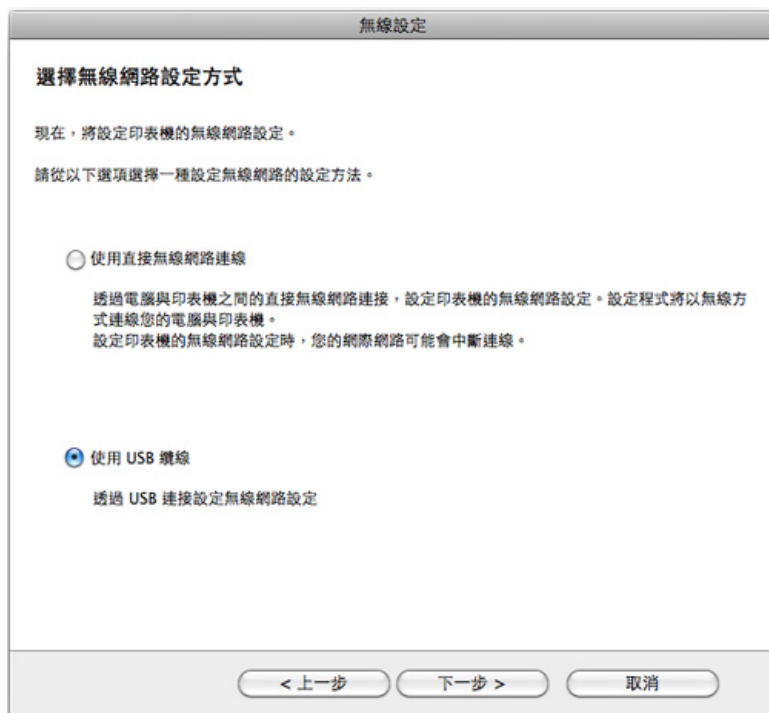 無線設定
選擇無線網路設定方式
現在，將設定印表機的無線網路設定。
請從以下選項選擇一種設定無線網路的設定方法。
使用直接無線網路連線
透過電腦與印表機之間的直接無線網路連接，設定印表機的無線網路設定。設定程式將以無線方
式連線您的電腦與印表機。
設定印表機的無線網路設定時，您的網際網路可能會中斷連線。
使用 USB 纜線
透過 USB 連接設定無線網路設定
< 上一步
下一步 >
取消